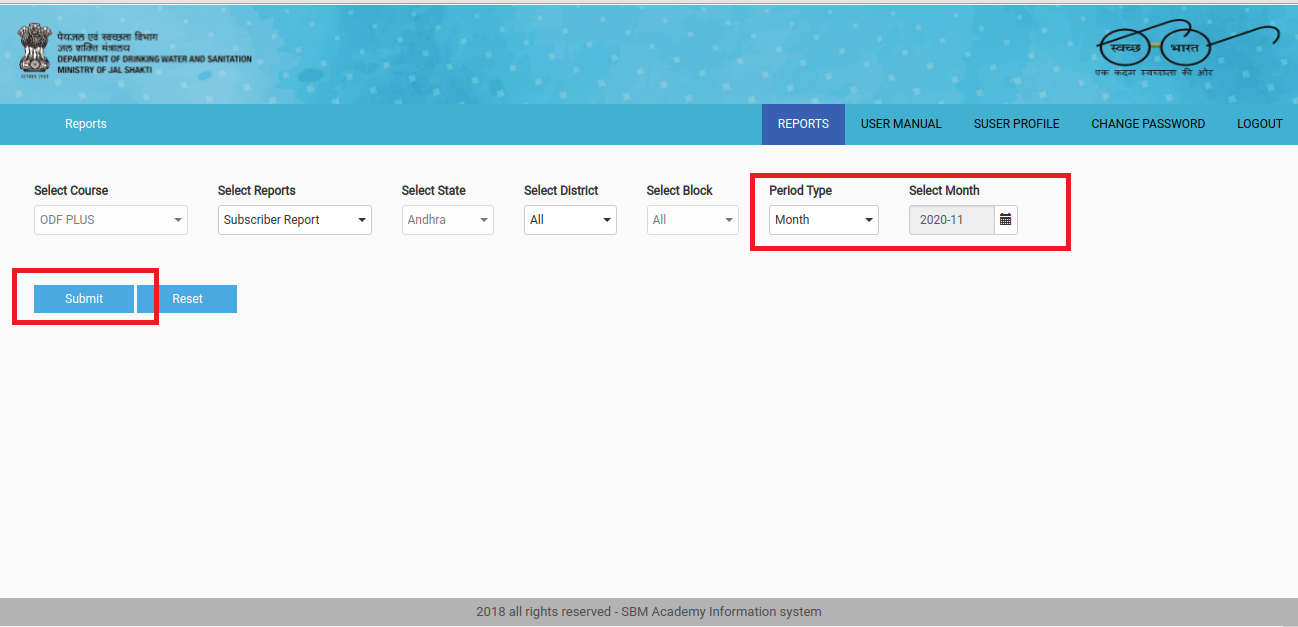 पेयजल एवं स्वच्छता विभाग
जल शक्ति मंत्रालय
DEPARTMENT OF DRINKING WATER AND SANITATION
MINISTRY OF JAL SHAKTI
स्वच्छ भारत
एक कदम स्वच्छता की ओर
Reports REPORTS USER MANUAL SUSER PROFILE CHANGE PASSWORD LOGOUT
Select Course Select Reports Select State Select District Select Block Period Type Select Month
ODF PLUS Subscriber Report Andhra All All Month 2020-11
Submit Reset
2018 all rights reserved - SBM Academy Information system